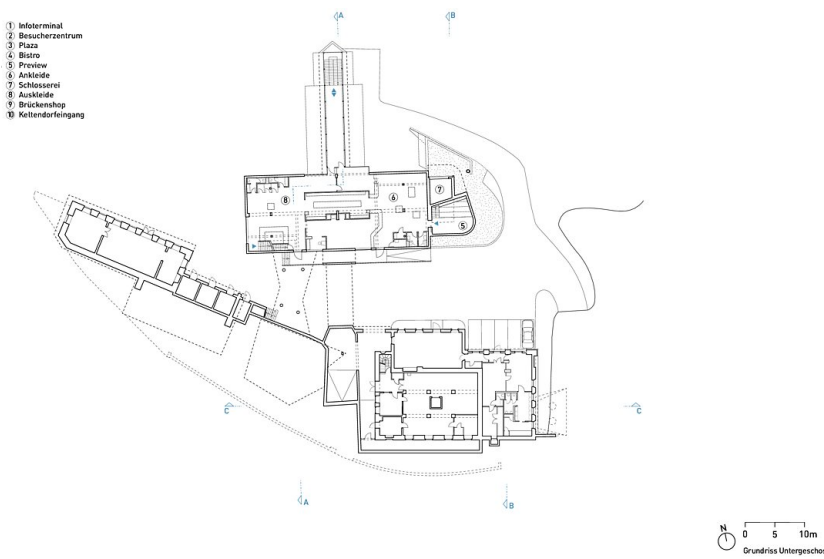 A
B
1 Infoterminal
2 Besucherzentrum
3 Plaza
4 Bistro
5 Preview
6 Ankleide
7 Schlosserei
8 Auskleide
9 Brückenshop
10 Keltendorfeingang
7
8
6
5
C
C
A
B
N
0 5 10m
Grundriss Untergeschos